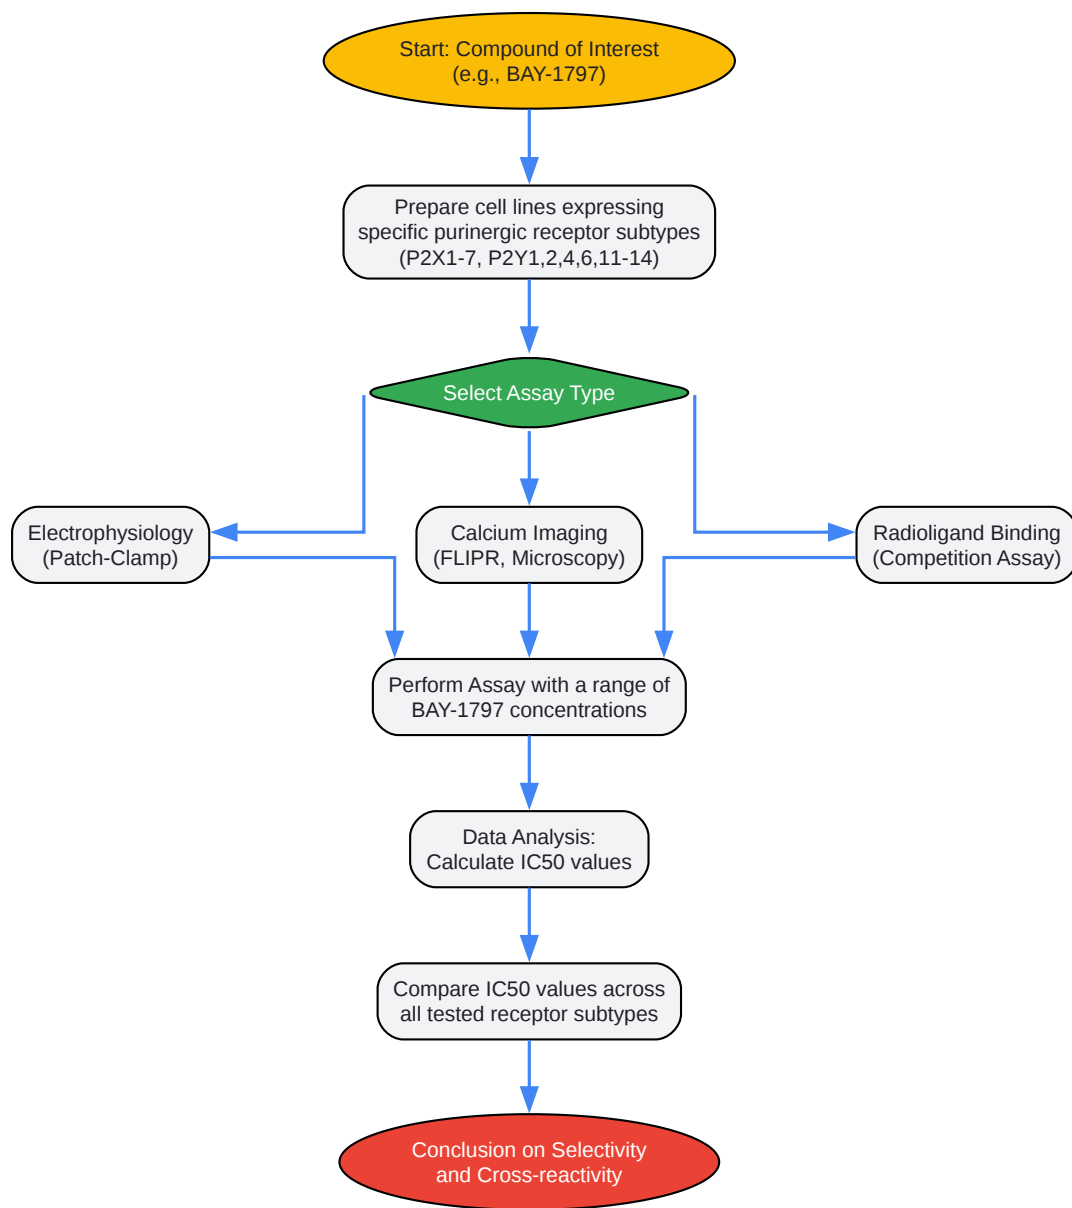 Start: Compound of Interest
(e.g., BAY-1797)
Prepare cell lines expressing
specific purinergic receptor subtypes
(P2X1-7, P2Y1,2,4,6,11-14)
Select Assay Type
Electrophysiology
(Patch-Clamp)
Calcium Imaging
(FLIPR, Microscopy)
Radioligand Binding
(Competition Assay)
Perform Assay with a range of
BAY-1797 concentrations
Data Analysis:
Calculate IC50 values
Compare IC50 values across
all tested receptor subtypes
Conclusion on Selectivity
and Cross-reactivity